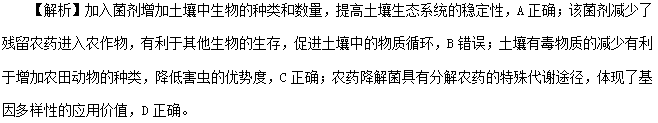 【解析】加入菌剂增加土壤中生物的种类和数量，提高土壤生态系统的稳定性，A 正确；该菌剂减少了
残留农药进入农作物，有利于其他生物的生存，促进土壤中的物质循环，B 错误；土壤有毒物质的减少有利
于增加农田动物的种类，降低害虫的优势度，C 正确；农药降解菌具有分解农药的特殊代谢途径，体现了基
因多样性的应用价值，D 正确。